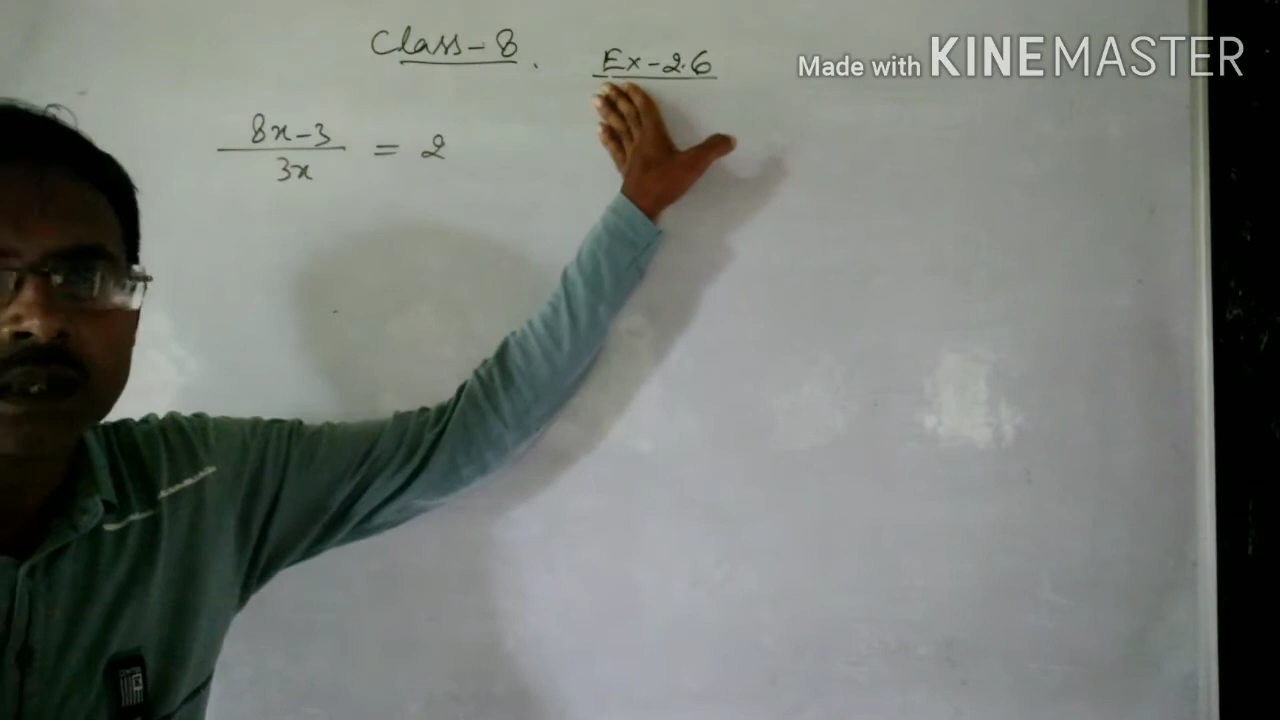 Class-8. Ex-2.6
Made with KINEMASTER
8x-3
3x
= 2